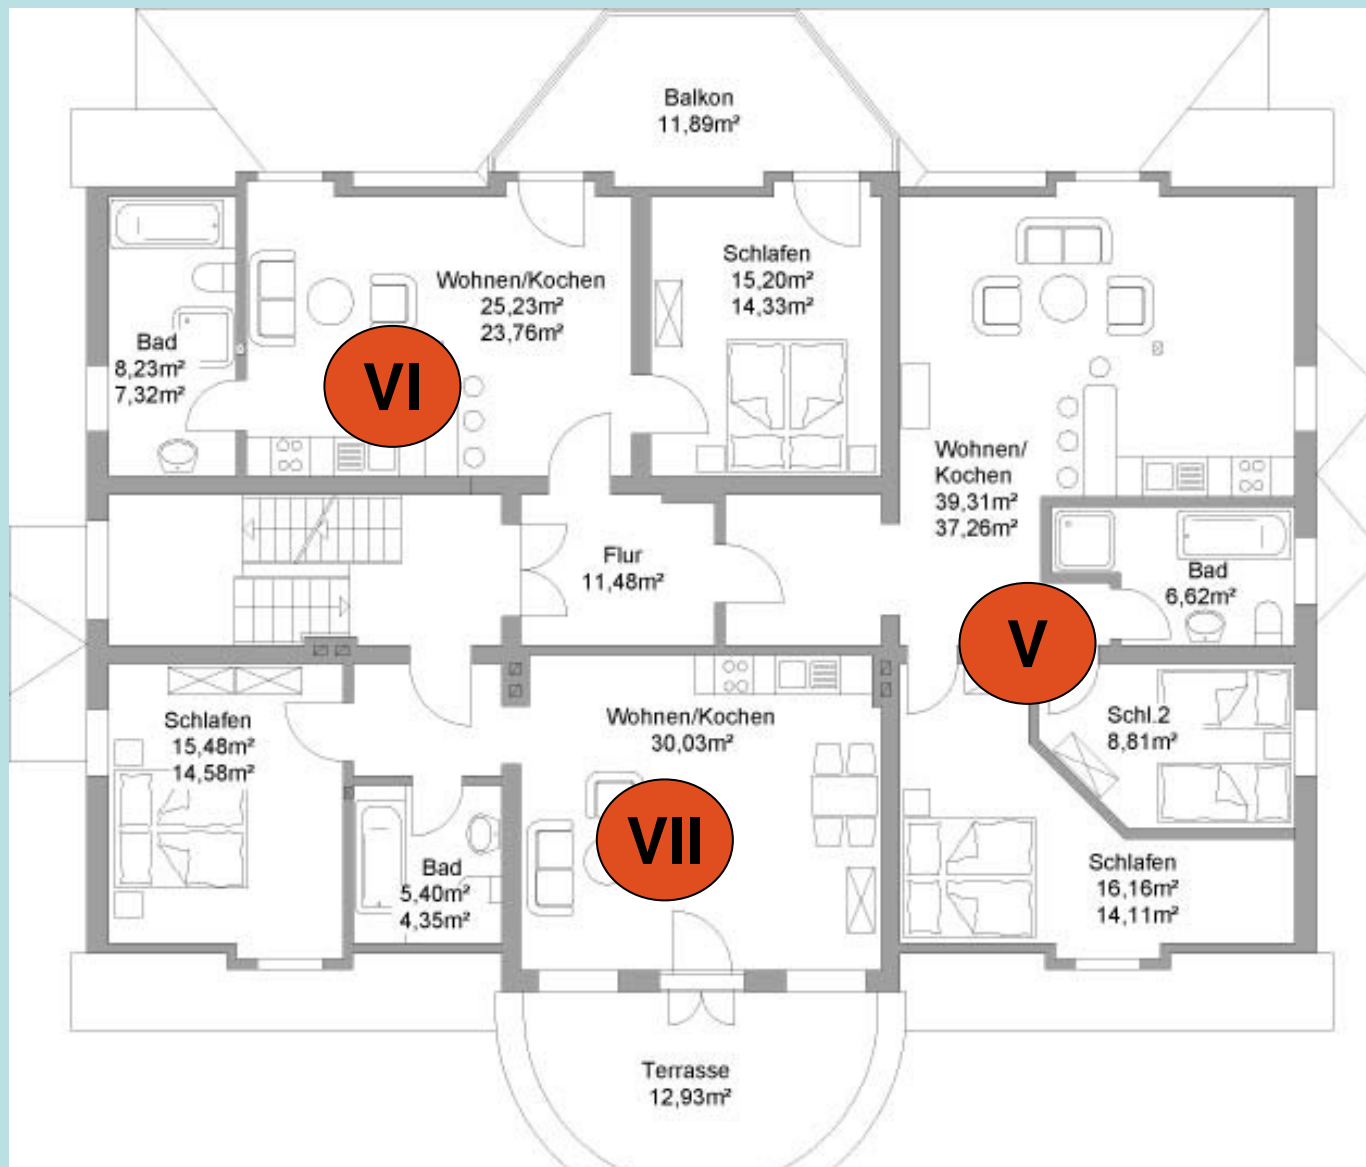 Balkon
11,89m²
Wohnen/Kochen
25,23m²
23,76m²
Schlafen
15,20m²
14,33m²
Bad
8,23m²
7,32m²
VI
Wohnen/
Kochen
39,31m²
37,26m²
Flur
11,48m²
Bad
6,62m²
V
Schlafen
15,48m²
14,58m²
Wohnen/Kochen
30,03m²
Schl.2
8,81m²
VII
Bad
5,40m²
4,35m²
Schlafen
16,16m²
14,11m²
Terrasse
12,93m²